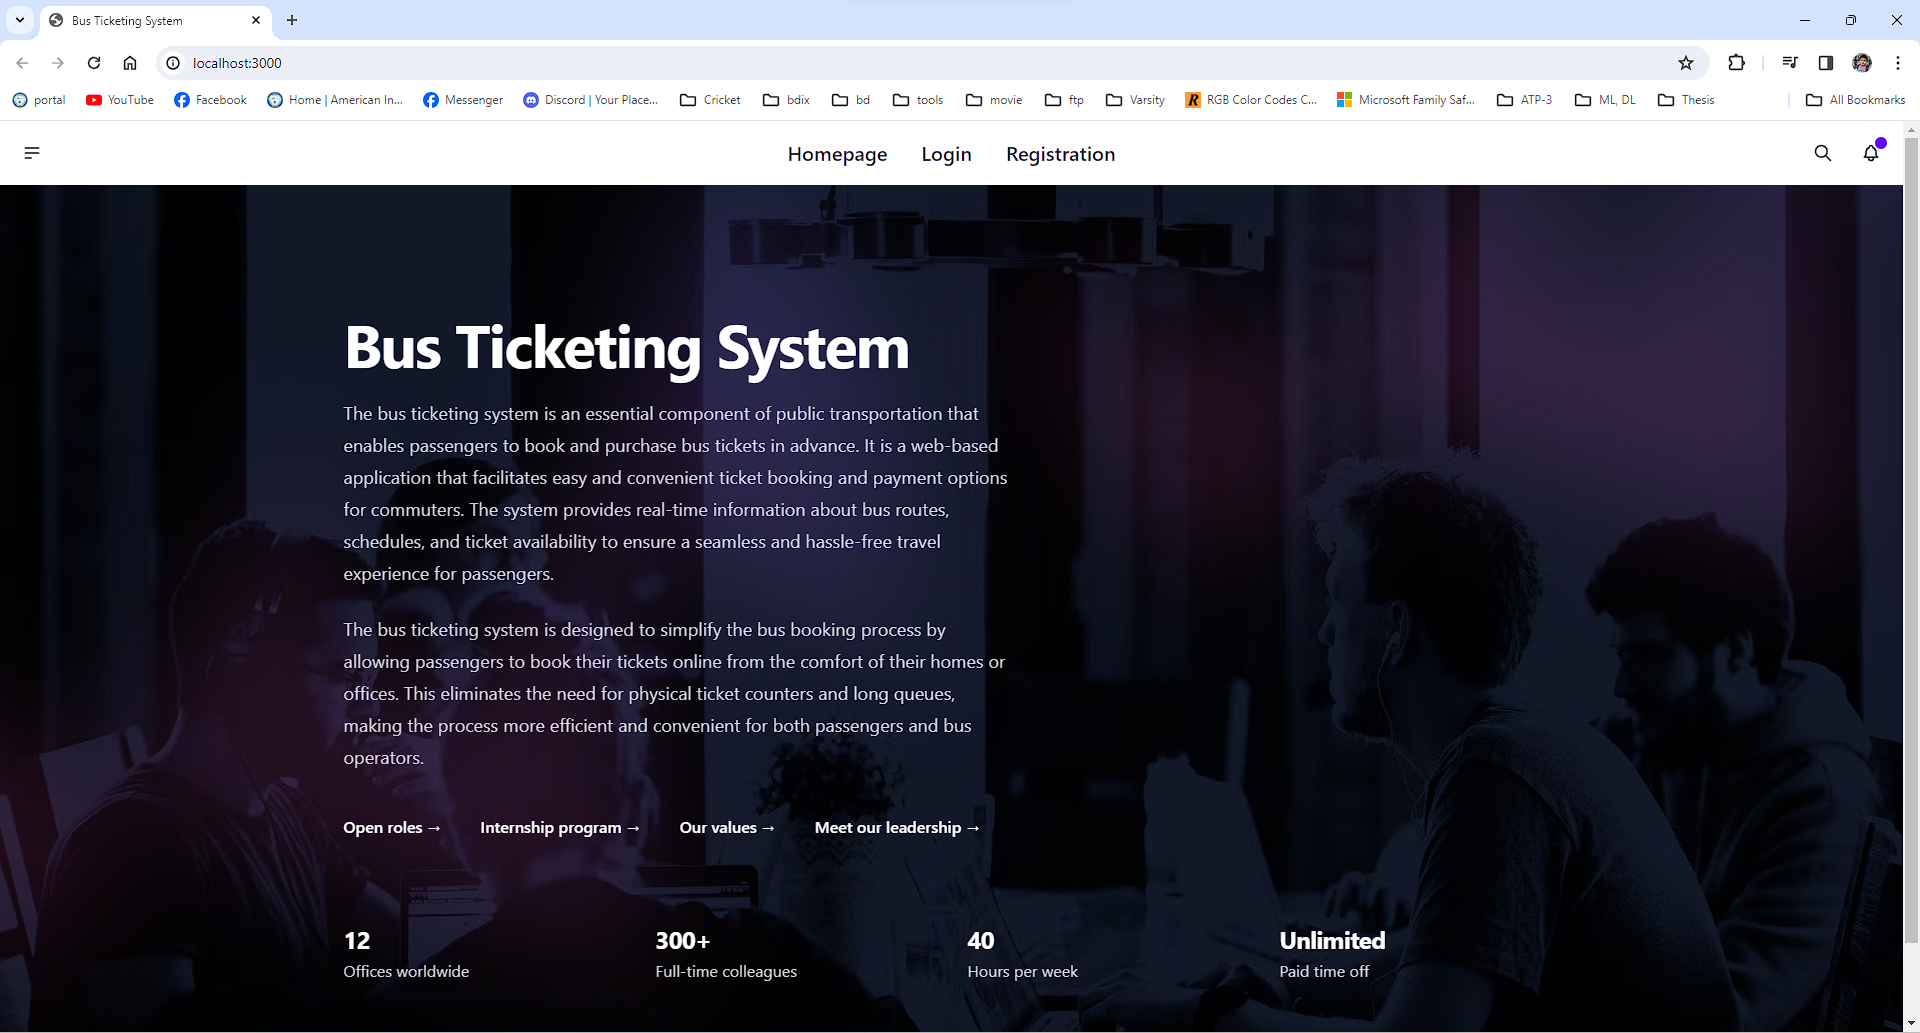 Bus Ticketing System
localhost:3000
portal YouTube Facebook Home | American In... Messenger Discord | Your Place... Cricket bdix bd tools movie ftp Varsity RGB Color Codes C... Microsoft Family Saf... ATP-3 ML, DL Thesis All Bookmarks
Homepage Login Registration
Bus Ticketing System
The bus ticketing system is an essential component of public transportation that
enables passengers to book and purchase bus tickets in advance. It is a web-based
application that facilitates easy and convenient ticket booking and payment options
for commuters. The system provides real-time information about bus routes,
schedules, and ticket availability to ensure a seamless and hassle-free travel
experience for passengers.
The bus ticketing system is designed to simplify the bus booking process by
allowing passengers to book their tickets online from the comfort of their homes or
offices. This eliminates the need for physical ticket counters and long queues,
making the process more efficient and convenient for both passengers and bus
operators.
Open roles → Internship program → Our values → Meet our leadership →
12 300+ 40 Unlimited
Offices worldwide Full-time colleagues Hours per week Paid time off